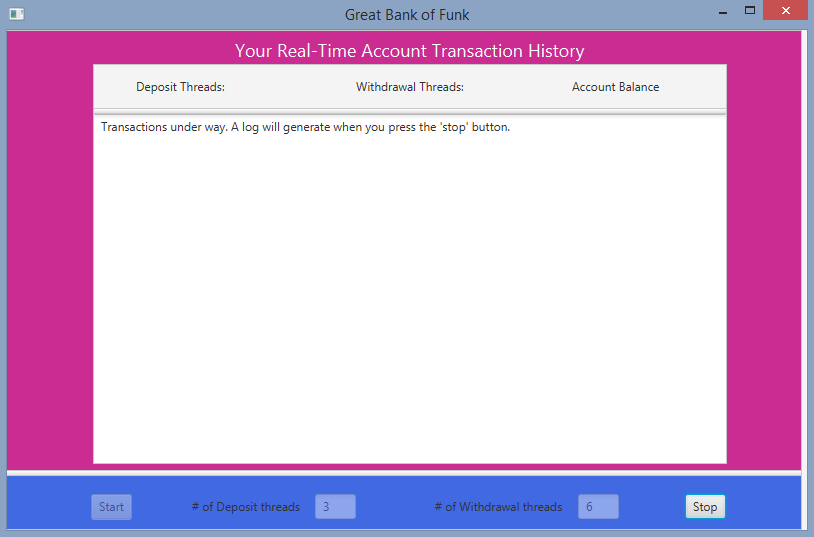 Great Bank of Funk
Your Real-Time Account Transaction History
Deposit Threads: Withdrawal Threads: Account Balance
Transactions under way. A log will generate when you press the 'stop' button.
Start # of Deposit threads 3 # of Withdrawal threads 6 Stop